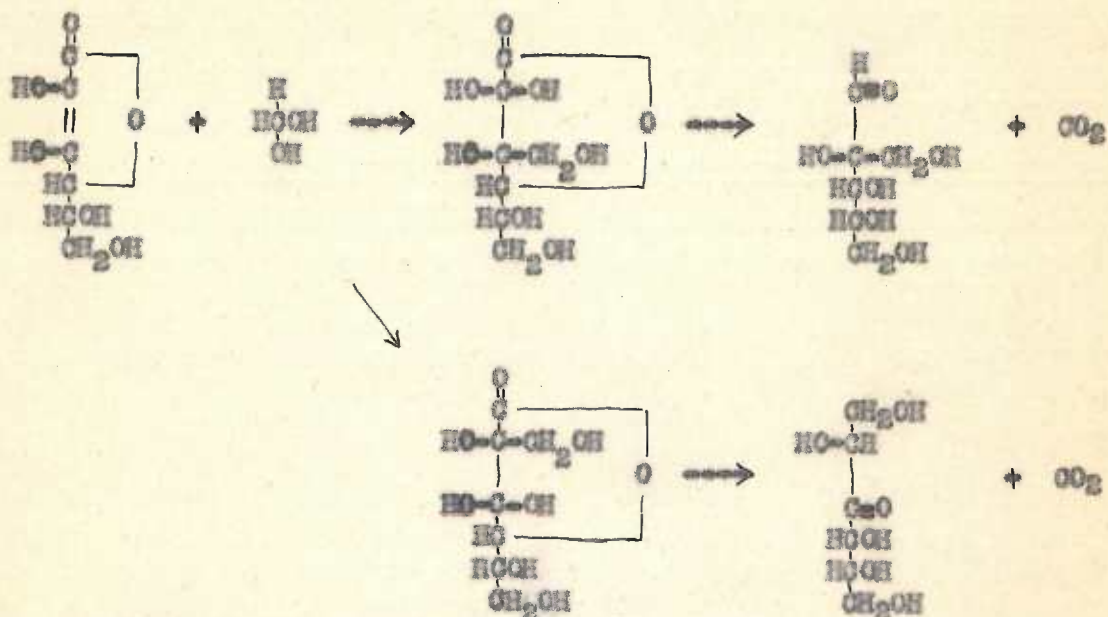 O
‖
C
HO-C
‖
HO-C
HC
HCOH
CH2OH
O
+
H
HCOH
OH
O
‖
C
HO-C-OH
HO-C-CH2OH
HC
HCOH
CH2OH
O
H
C=O
HO-C-CH2OH
HCOH
HCOH
CH2OH
+ CO2
O
‖
C
HO-C-CH2OH
HO-C-OH
HC
HCOH
CH2OH
O
CH2OH
HO-CH
C=O
HCOH
HCOH
CH2OH
+ CO2